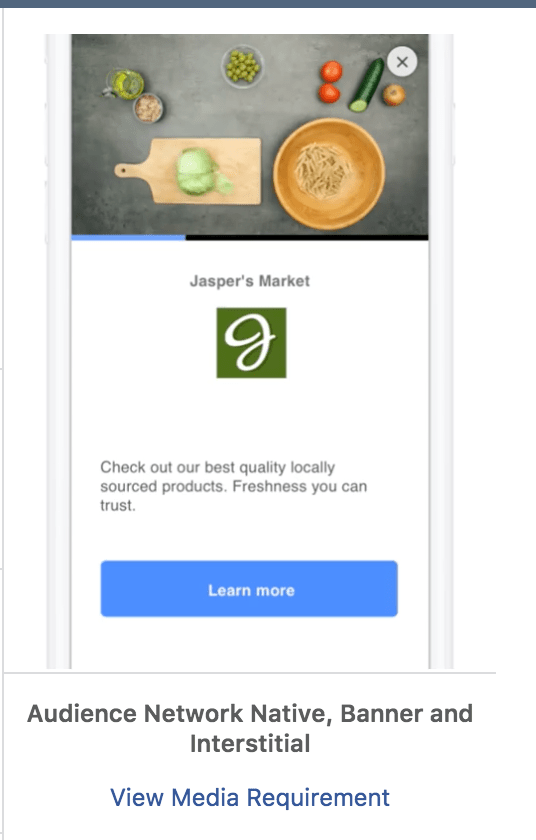 Jasper's Market
Check out our best quality locally
sourced products. Freshness you can
trust.
Learn more
Audience Network Native, Banner and
Interstitial
View Media Requirement